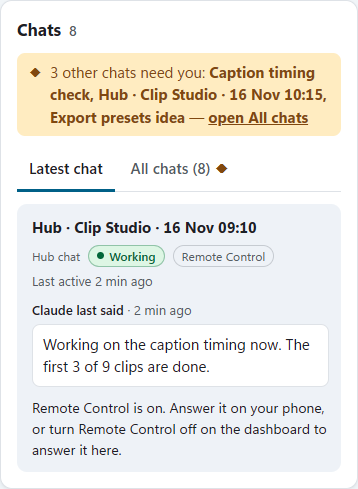 Chats 8
◆ 3 other chats need you: Caption timing
check, Hub · Clip Studio · 16 Nov 10:15,
Export presets idea — open All chats
Latest chat All chats (8) ◆
Hub · Clip Studio · 16 Nov 09:10
Hub chat ● Working Remote Control
Last active 2 min ago
Claude last said · 2 min ago
Working on the caption timing now. The
first 3 of 9 clips are done.
Remote Control is on. Answer it on your phone,
or turn Remote Control off on the dashboard to
answer it here.